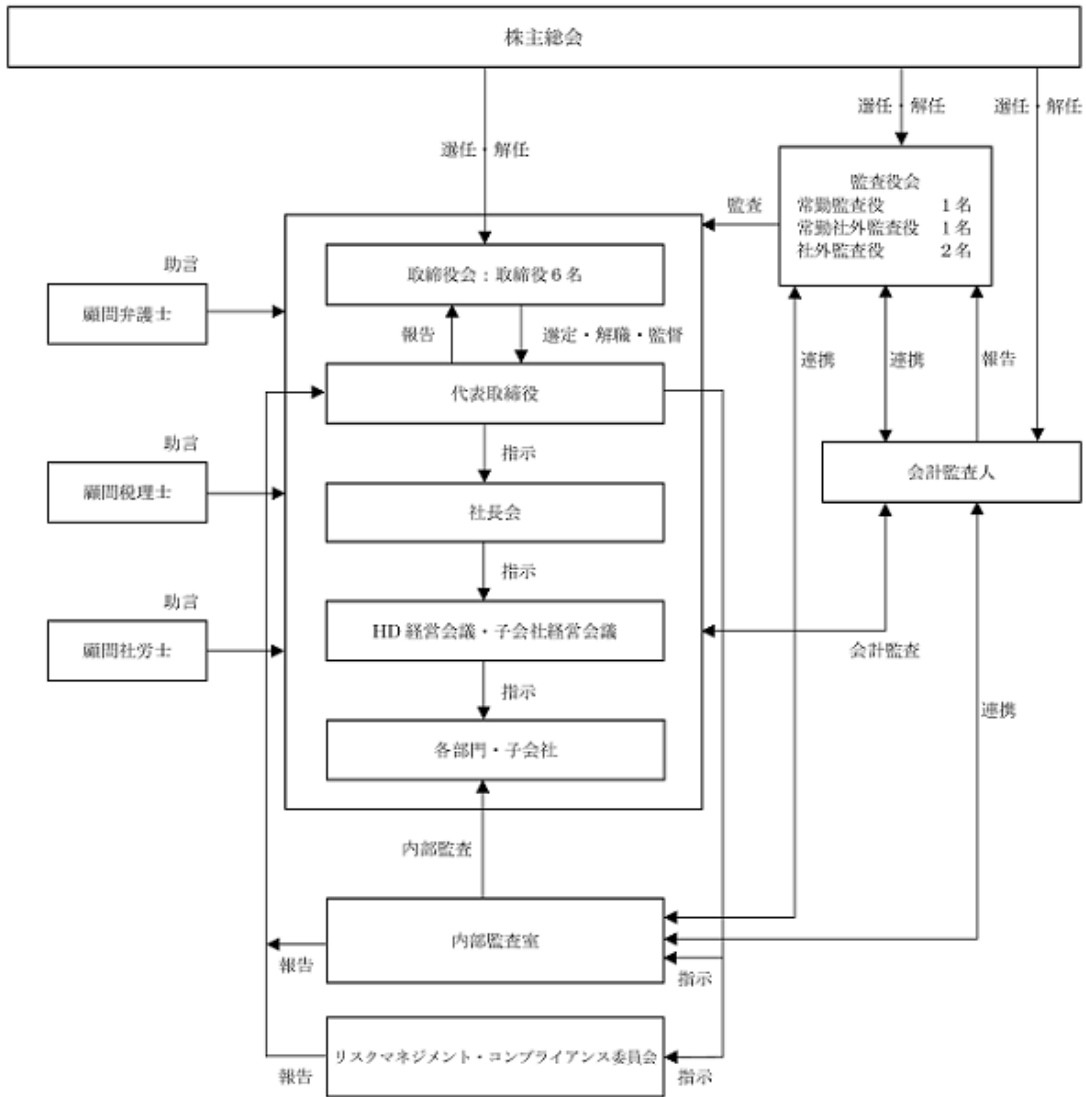 株主総会
選任・解任
選任・解任
選任・解任
監査役会
常勤監査役 1名
常勤社外監査役 1名
社外監査役 2名
監査
取締役会：取締役6名
助言
顧問弁護士
報告
選定・解職・監督
連携
連携
報告
代表取締役
助言
顧問税理士
指示
会計監査人
社長会
指示
助言
顧問社労士
HD経営会議・子会社経営会議
会計監査
指示
連携
各部門・子会社
内部監査
内部監査室
報告
指示
リスクマネジメント・コンプライアンス委員会
報告
指示